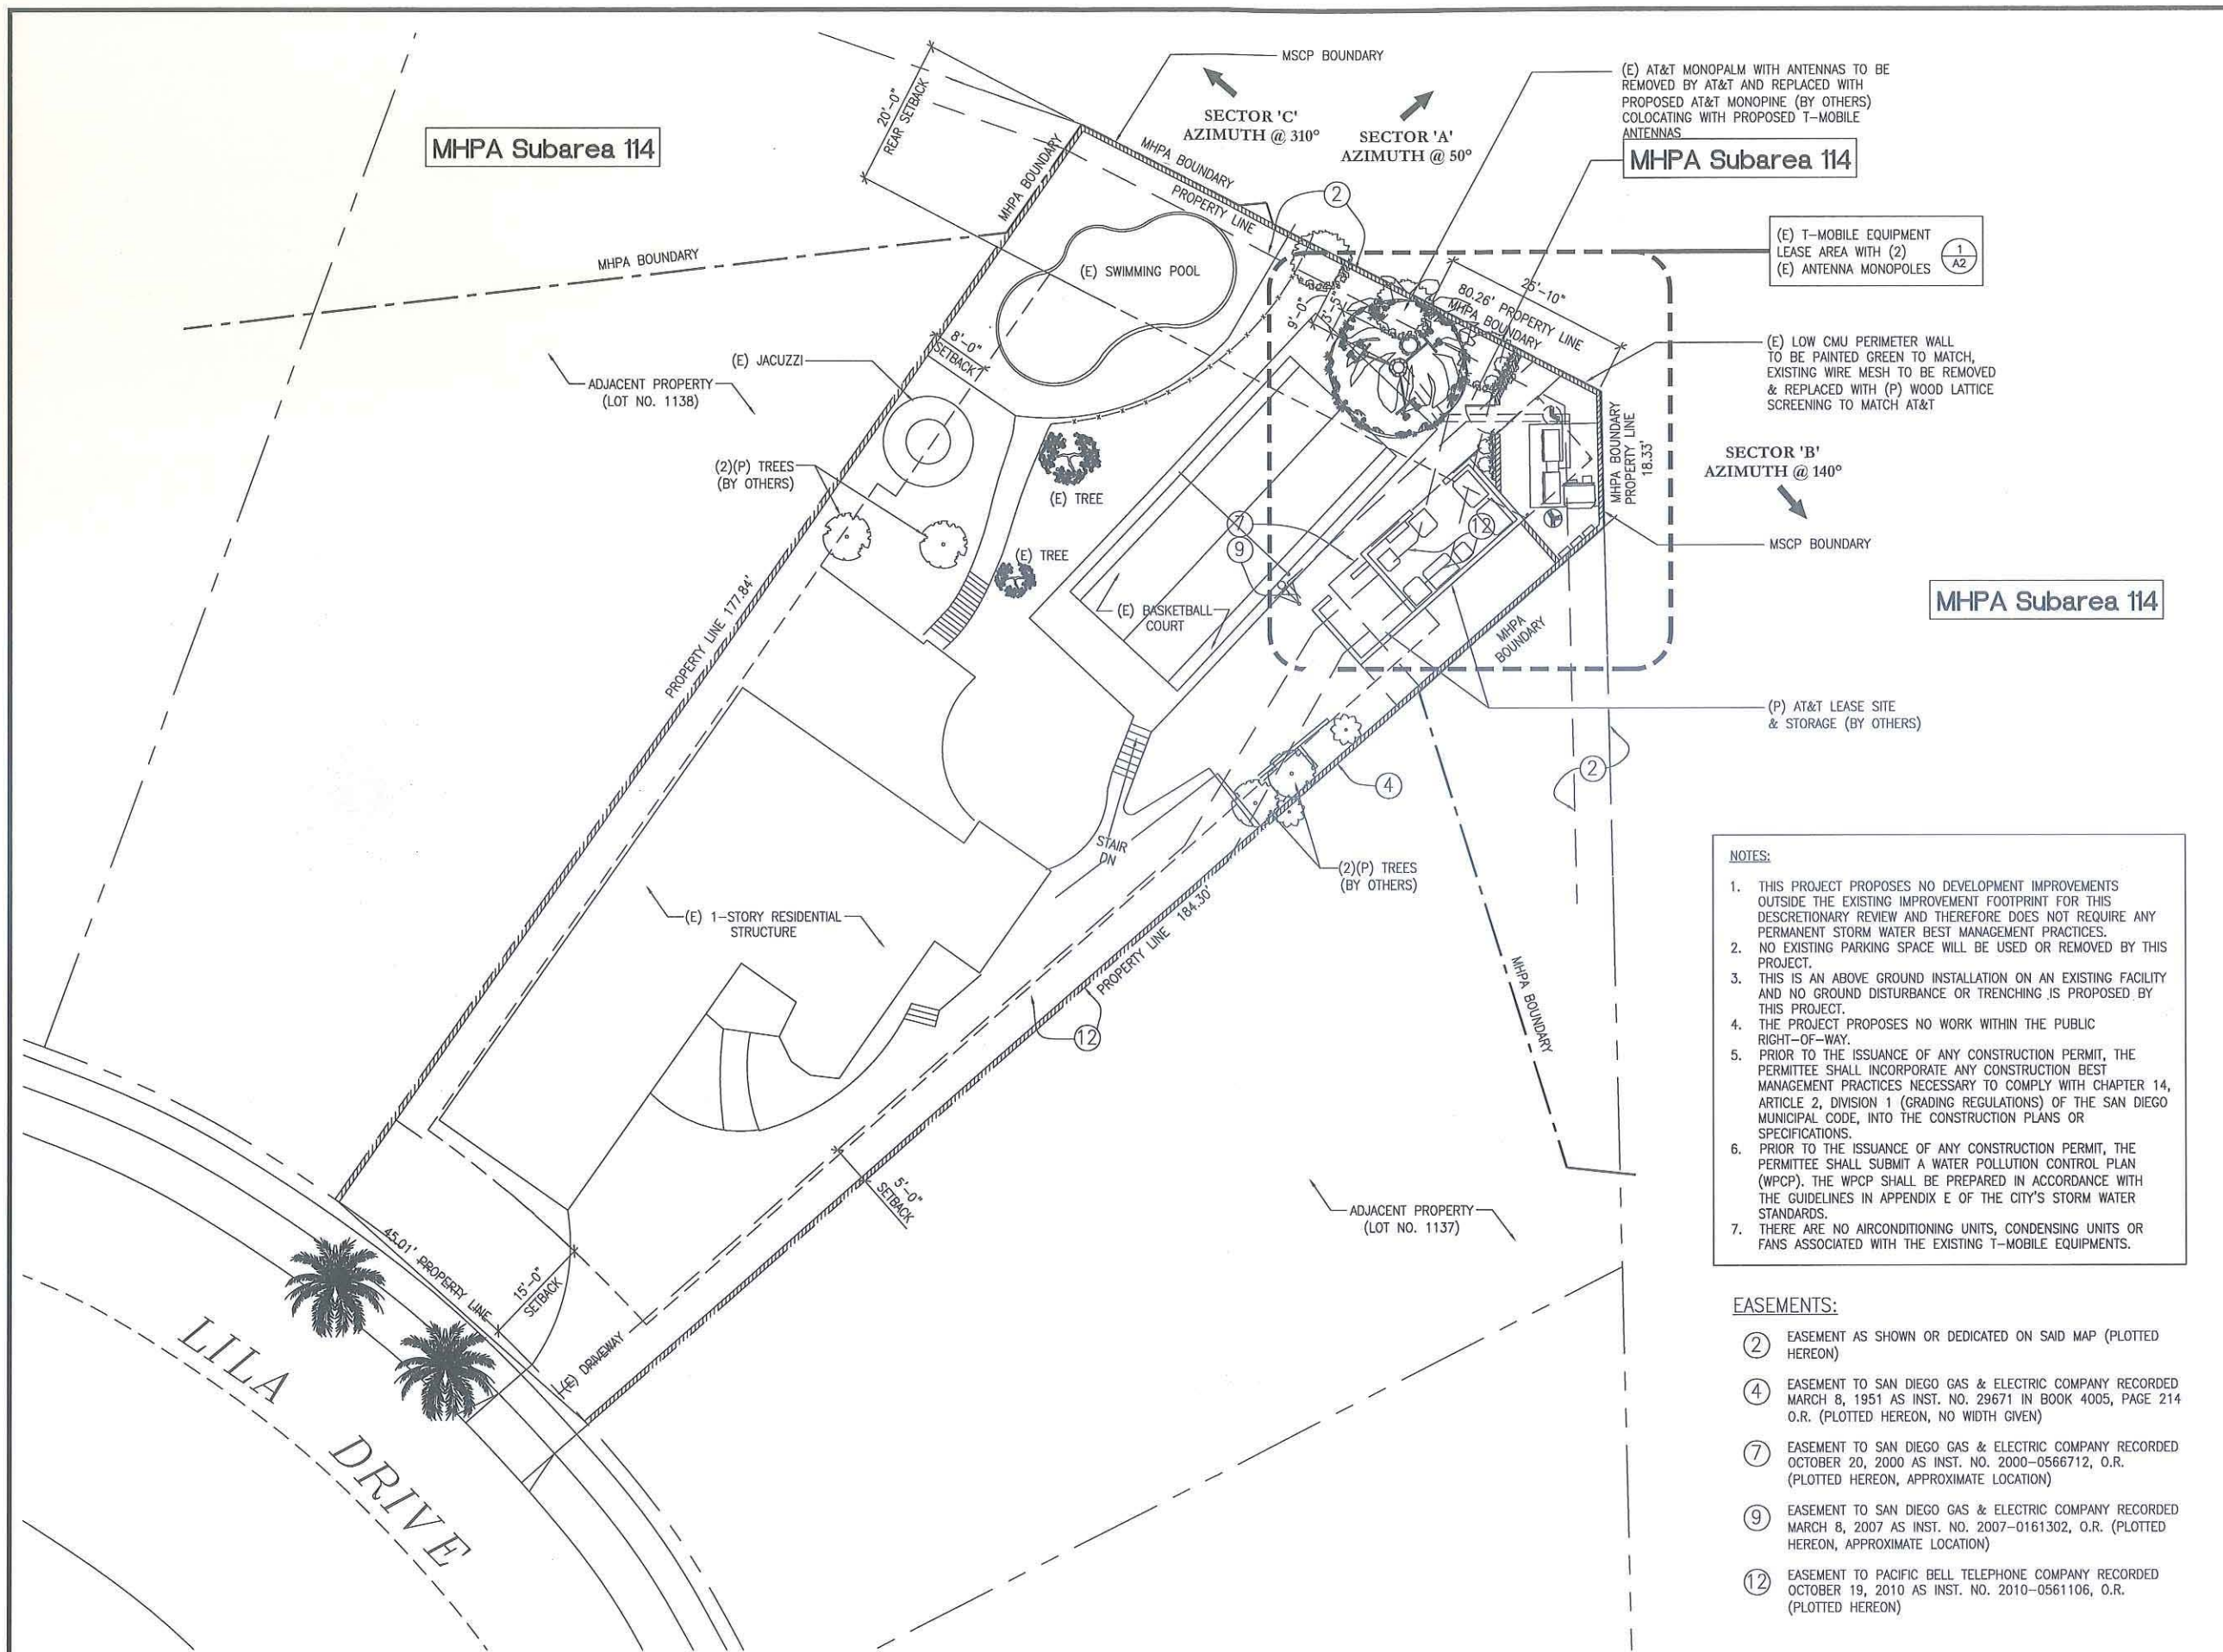 MSCP BOUNDARY
(E) AT&T MONOPALM WITH ANTENNAS TO BE
REMOVED BY AT&T AND REPLACED WITH
PROPOSED AT&T MONOPINE (BY OTHERS)
COLOCATING WITH PROPOSED T-MOBILE
ANTENNAS
20'-0"
REAR SETBACK
SECTOR 'C'
AZIMUTH @ 310°
SECTOR 'A'
AZIMUTH @ 50°
MHPA Subarea 114
MHPA Subarea 114
MHPA BOUNDARY
MHPA BOUNDARY
PROPERTY LINE
2
(E) T-MOBILE EQUIPMENT
LEASE AREA WITH (2)
(E) ANTENNA MONOPOLES
1
A2
MHPA BOUNDARY
(E) SWIMMING POOL
25'-10"
80.26' PROPERTY LINE
MHPA BOUNDARY
9'-0"
3'-5"
8'-0"
SETBACK
(E) JACUZZI
(E) LOW CMU PERIMETER WALL
TO BE PAINTED GREEN TO MATCH,
EXISTING WIRE MESH TO BE REMOVED
& REPLACED WITH (P) WOOD LATTICE
SCREENING TO MATCH AT&T
ADJACENT PROPERTY
(LOT NO. 1138)
MHPA BOUNDARY
PROPERTY LINE
18.33'
SECTOR 'B'
AZIMUTH @ 140°
(2)(P) TREES
(BY OTHERS)
(E) TREE
7
9
12
MSCP BOUNDARY
(E) TREE
MHPA Subarea 114
(E) BASKETBALL
COURT
MHPA
BOUNDARY
PROPERTY LINE 177.84'
(P) AT&T LEASE SITE
& STORAGE (BY OTHERS)
2
4
STAIR
DN
(2)(P) TREES
(BY OTHERS)
(E) 1-STORY RESIDENTIAL
STRUCTURE
PROPERTY LINE 184.30'
MHPA BOUNDARY
12
5'-0"
SETBACK
ADJACENT PROPERTY
(LOT NO. 1137)
45.01' PROPERTY LINE
15'-0"
SETBACK
(E) DRIVEWAY
LILA DRIVE
NOTES:
1. THIS PROJECT PROPOSES NO DEVELOPMENT IMPROVEMENTS
OUTSIDE THE EXISTING IMPROVEMENT FOOTPRINT FOR THIS
DESCRETIONARY REVIEW AND THEREFORE DOES NOT REQUIRE ANY
PERMANENT STORM WATER BEST MANAGEMENT PRACTICES.
2. NO EXISTING PARKING SPACE WILL BE USED OR REMOVED BY THIS
PROJECT.
3. THIS IS AN ABOVE GROUND INSTALLATION ON AN EXISTING FACILITY
AND NO GROUND DISTURBANCE OR TRENCHING IS PROPOSED BY
THIS PROJECT.
4. THE PROJECT PROPOSES NO WORK WITHIN THE PUBLIC
RIGHT-OF-WAY.
5. PRIOR TO THE ISSUANCE OF ANY CONSTRUCTION PERMIT, THE
PERMITTEE SHALL INCORPORATE ANY CONSTRUCTION BEST
MANAGEMENT PRACTICES NECESSARY TO COMPLY WITH CHAPTER 14,
ARTICLE 2, DIVISION 1 (GRADING REGULATIONS) OF THE SAN DIEGO
MUNICIPAL CODE, INTO THE CONSTRUCTION PLANS OR
SPECIFICATIONS.
6. PRIOR TO THE ISSUANCE OF ANY CONSTRUCTION PERMIT, THE
PERMITTEE SHALL SUBMIT A WATER POLLUTION CONTROL PLAN
(WPCP). THE WPCP SHALL BE PREPARED IN ACCORDANCE WITH
THE GUIDELINES IN APPENDIX E OF THE CITY'S STORM WATER
STANDARDS.
7. THERE ARE NO AIRCONDITIONING UNITS, CONDENSING UNITS OR
FANS ASSOCIATED WITH THE EXISTING T-MOBILE EQUIPMENTS.
EASEMENTS:
2 EASEMENT AS SHOWN OR DEDICATED ON SAID MAP (PLOTTED
HEREON)
4 EASEMENT TO SAN DIEGO GAS & ELECTRIC COMPANY RECORDED
MARCH 8, 1951 AS INST. NO. 29671 IN BOOK 4005, PAGE 214
O.R. (PLOTTED HEREON, NO WIDTH GIVEN)
7 EASEMENT TO SAN DIEGO GAS & ELECTRIC COMPANY RECORDED
OCTOBER 20, 2000 AS INST. NO. 2000-0566712, O.R.
(PLOTTED HEREON, APPROXIMATE LOCATION)
9 EASEMENT TO SAN DIEGO GAS & ELECTRIC COMPANY RECORDED
MARCH 8, 2007 AS INST. NO. 2007-0161302, O.R. (PLOTTED
HEREON, APPROXIMATE LOCATION)
12 EASEMENT TO PACIFIC BELL TELEPHONE COMPANY RECORDED
OCTOBER 19, 2010 AS INST. NO. 2010-0561106, O.R.
(PLOTTED HEREON)